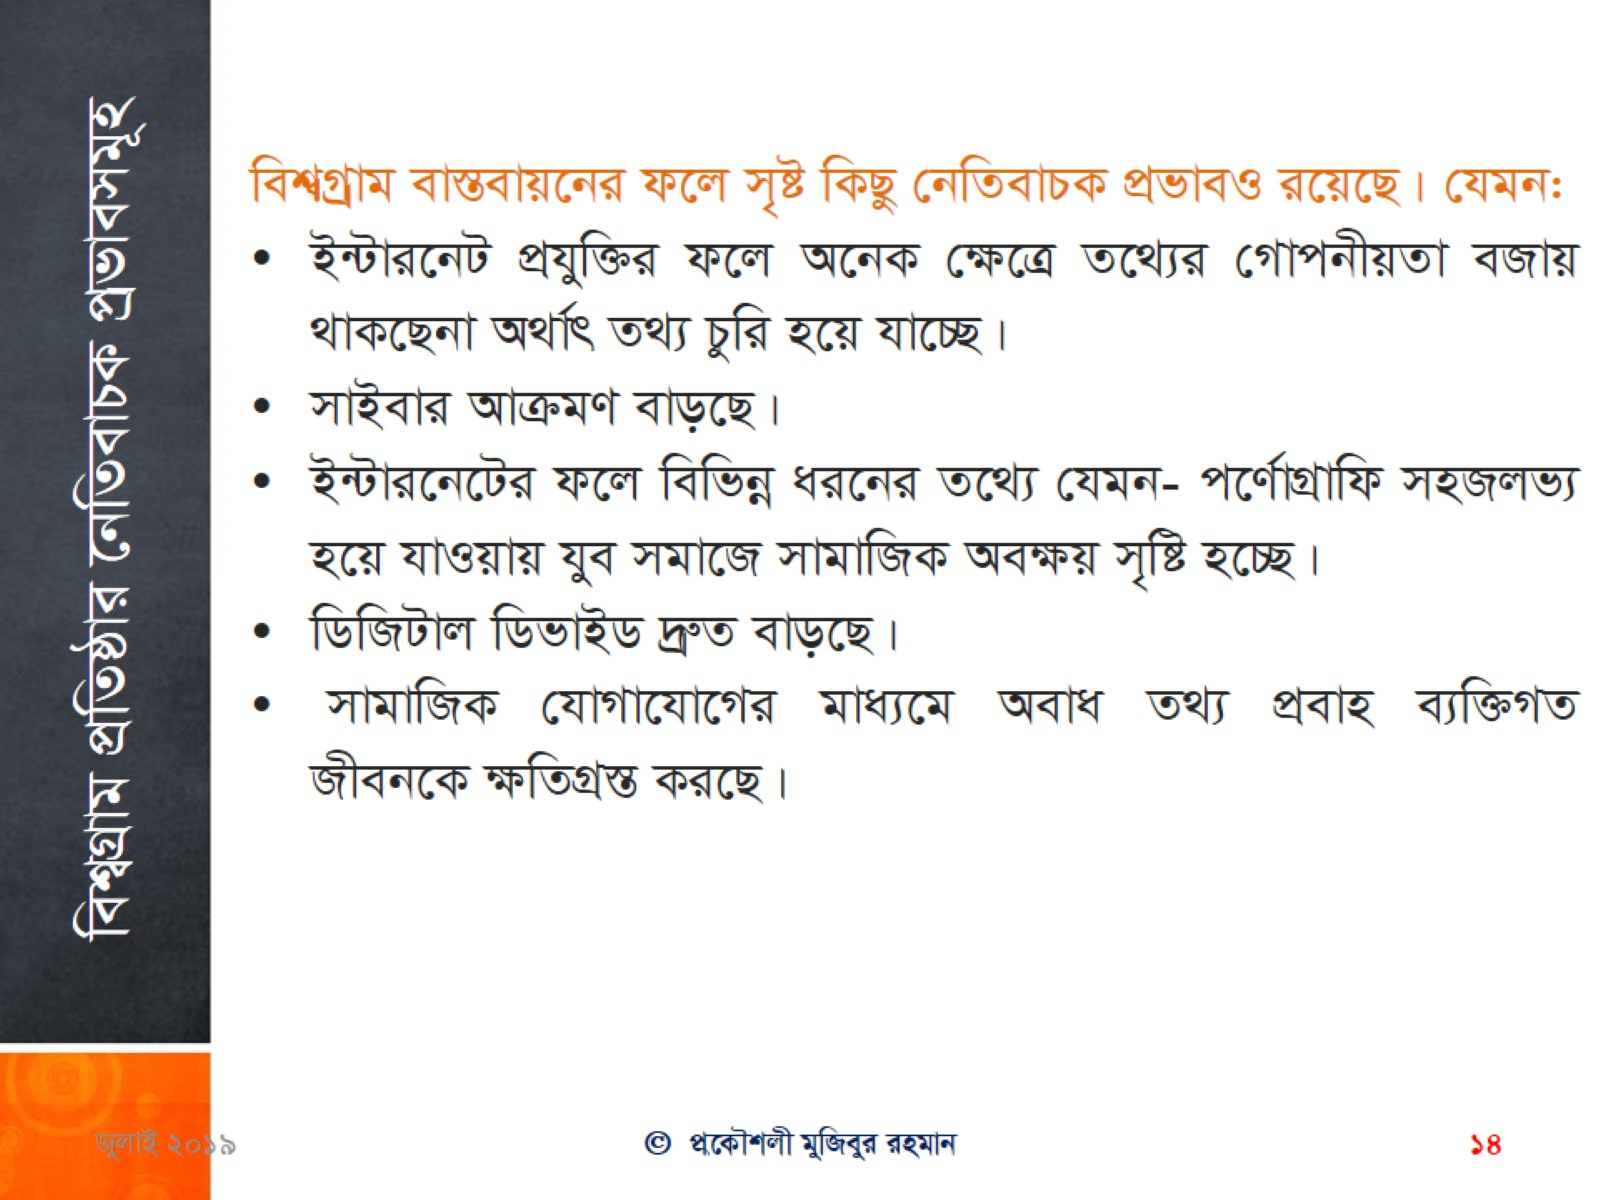 বিশ্বগ্রাম প্রতিষ্ঠার নেতিবাচক প্রভাবসমূহ
বিশ্বগ্রাম বাস্তবায়নের ফলে সৃষ্ট কিছু নেতিবাচক প্রভাবও রয়েছে। যেমন:
• ইন্টারনেট প্রযুক্তির ফলে অনেক ক্ষেত্রে তথ্যের গোপনীয়তা বজায়
থাকছেনা অর্থাৎ তথ্য চুরি হয়ে যাচ্ছে।
• সাইবার আক্রমণ বাড়ছে।
• ইন্টারনেটের ফলে বিভিন্ন ধরনের তথ্যে যেমন- পর্ণোগ্রাফি সহজলভ্য
হয়ে যাওয়ায় যুব সমাজে সামাজিক অবক্ষয় সৃষ্টি হচ্ছে।
• ডিজিটাল ডিভাইড দ্রুত বাড়ছে।
• সামাজিক যোগাযোগের মাধ্যমে অবাধ তথ্য প্রবাহ ব্যক্তিগত
জীবনকে ক্ষতিগ্রস্ত করছে।
জুলাই ২০১৯
© প্রকৌশলী মুজিবুর রহমান
১৪